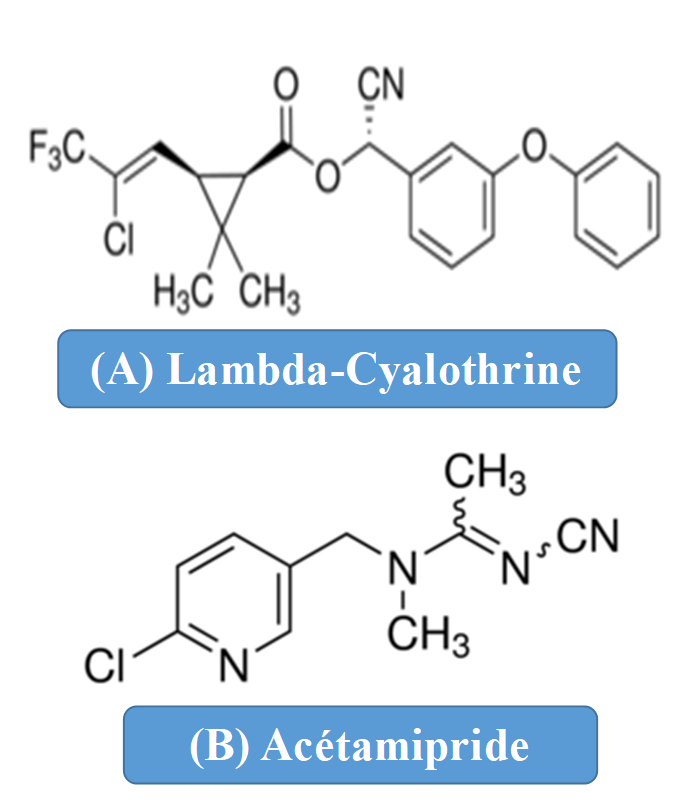 O CN
F₃C O O
Cl
H₃C CH₃
(A) Lambda-Cyalothrine
CH₃
CN
N N
CH₃
Cl N
(B) Acétamipride